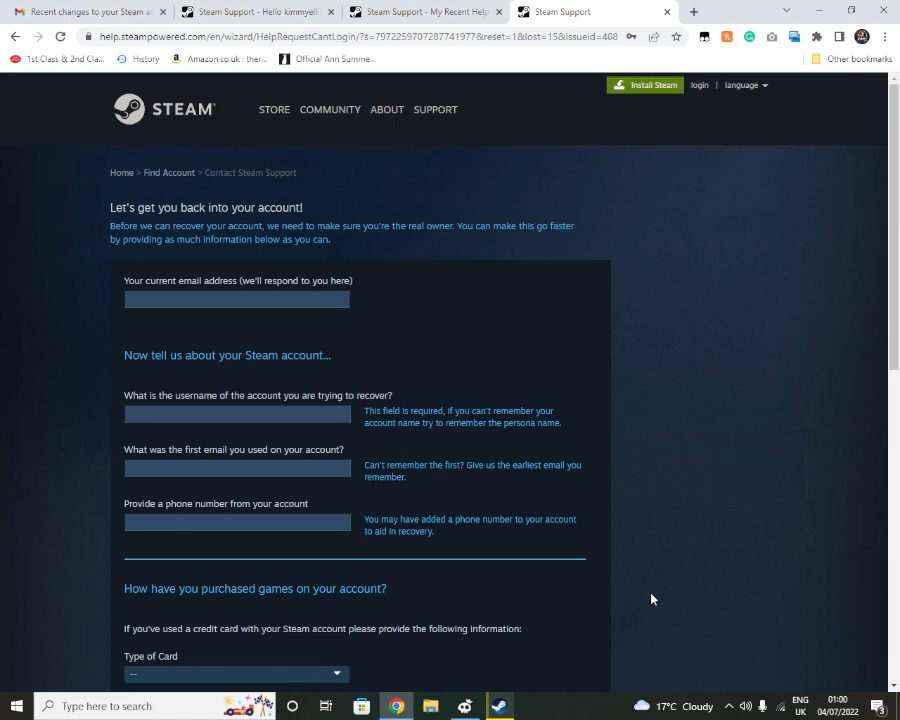 Recent changes to your Steam ac
Steam Support - Hello kimmyelli
Steam Support - My Recent Help
Steam Support
help.steampowered.com/en/wizard/HelpRequestCantLogin/?s=7972259707287741977&reset=1&lost=15&issueid=408
1st Class & 2nd Cla...
History
Amazon.co.uk : ther...
Official Ann Summe...
Other bookmarks
Install Steam
login | language
STEAM
STORE COMMUNITY ABOUT SUPPORT
Home > Find Account > Contact Steam Support
Let's get you back into your account!
Before we can recover your account, we need to make sure you're the real owner. You can make this go faster
by providing as much information below as you can.
Your current email address (we'll respond to you here)
Now tell us about your Steam account...
What is the username of the account you are trying to recover?
This field is required, if you can't remember your
account name try to remember the persona name.
What was the first email you used on your account?
Can't remember the first? Give us the earliest email you
remember.
Provide a phone number from your account
You may have added a phone number to your account
to aid in recovery.
How have you purchased games on your account?
If you've used a credit card with your Steam account please provide the following information:
Type of Card
--
Type here to search
17°C Cloudy
ENG
UK
01:00
04/07/2022
3